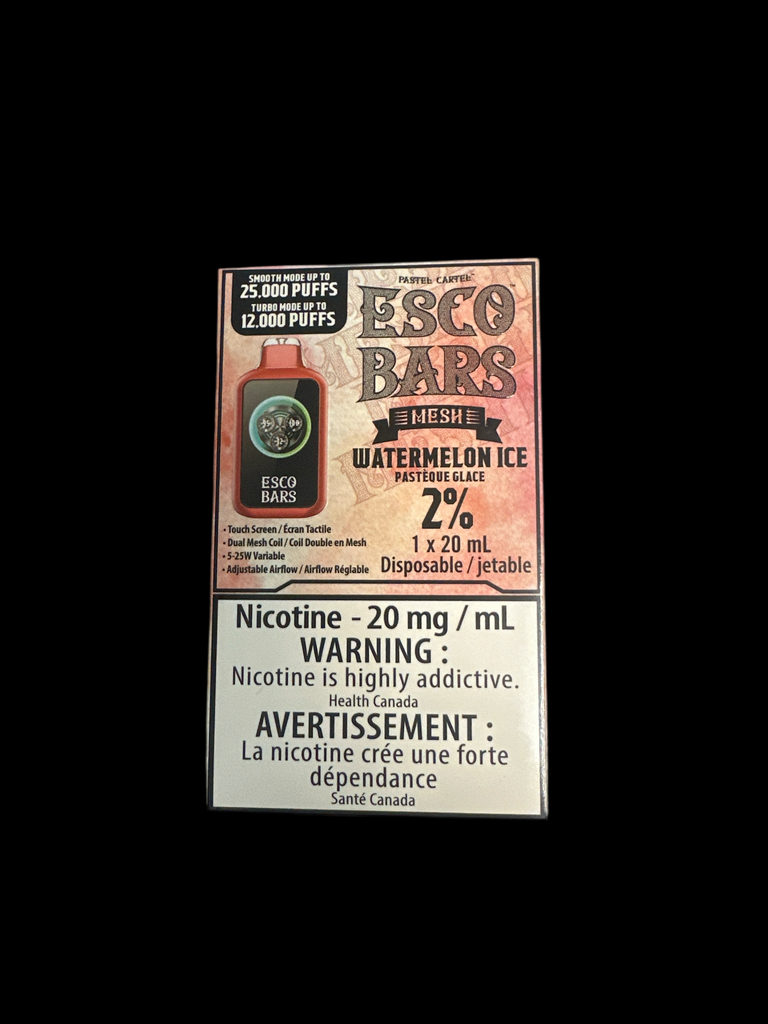 SMOOTH MODE UP TO
25.000 PUFFS
TURBO MODE UP TO
12.000 PUFFS
PASTEL CARTEL™
ESCO™
BARS
MESH
WATERMELON ICE
PASTÈQUE GLACE
2%
1 x 20 mL
Disposable / jetable
ESCO
BARS
• Touch Screen / Écran Tactile
• Dual Mesh Coil / Coil Double en Mesh
• 5-25W Variable
• Adjustable Airflow / Airflow Réglable
Nicotine - 20 mg / mL
WARNING :
Nicotine is highly addictive.
Health Canada
AVERTISSEMENT :
La nicotine crée une forte
dépendance
Santé Canada